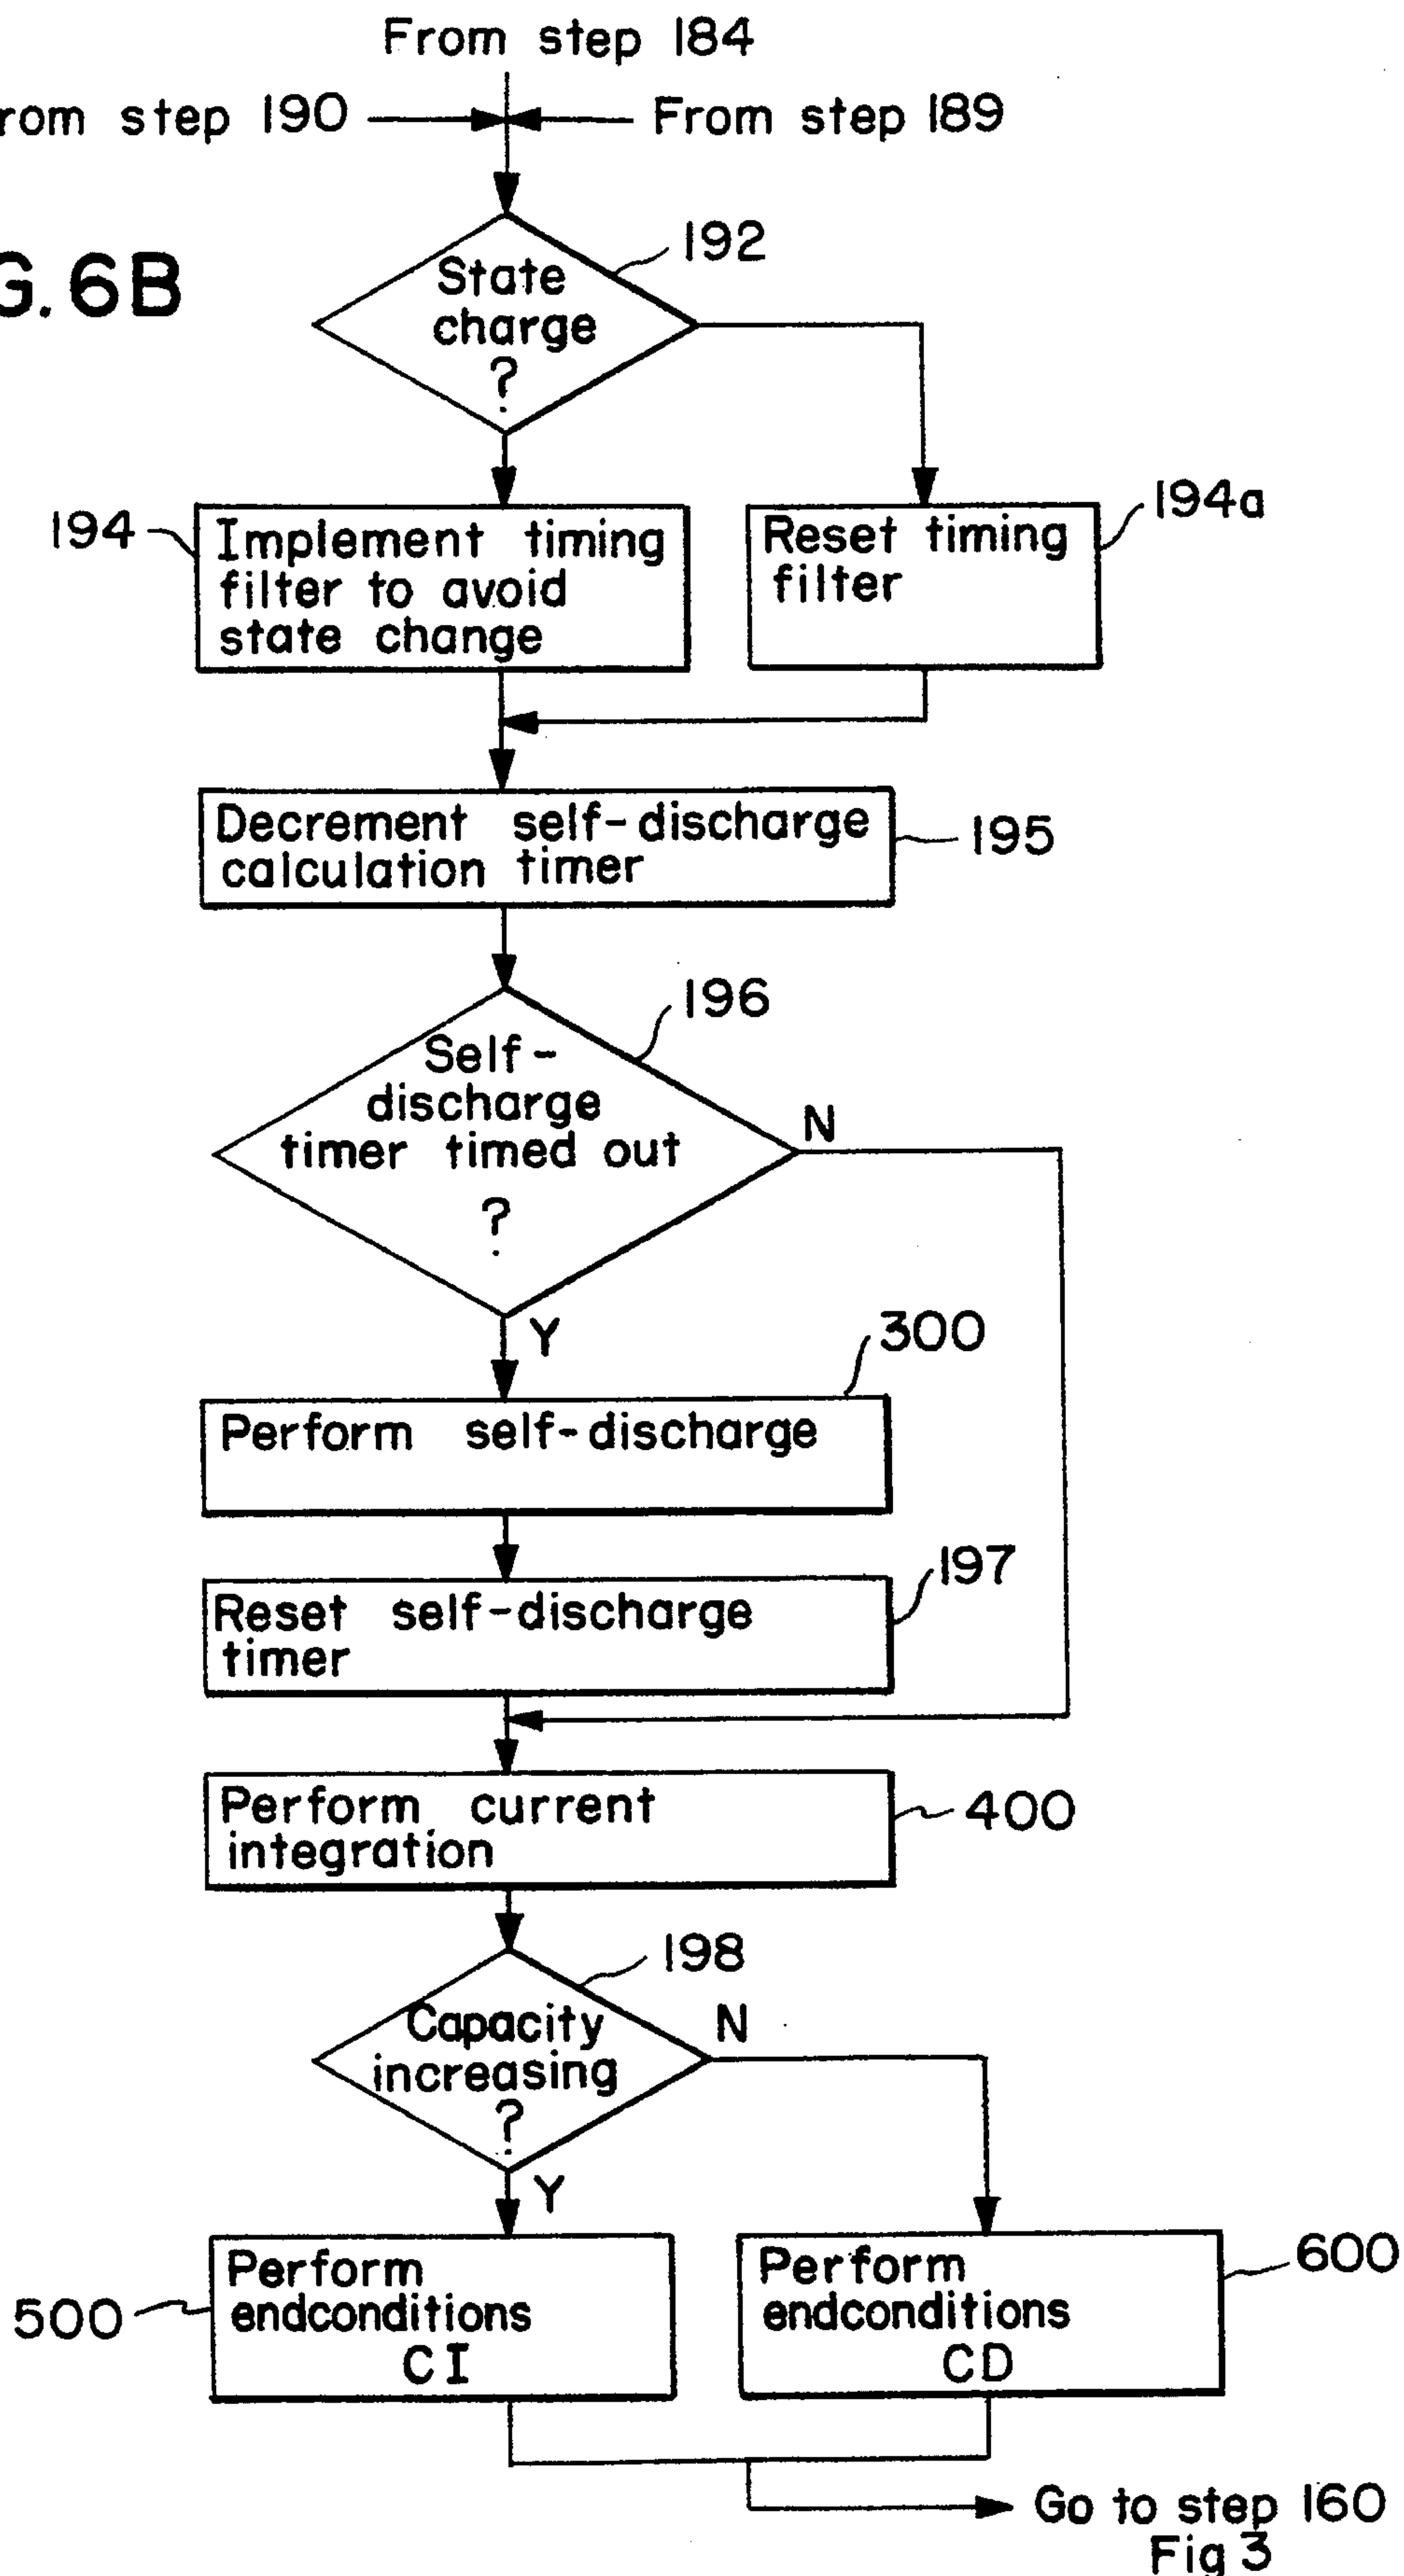 From step 184
rom step 190
From step 189
G. 6B
192
State
charge
?
194
Implement timing
filter to avoid
state change
194a
Reset timing
filter
Decrement self-discharge
calculation timer
195
196
Self-
discharge
timer timed out
?
N
Y
300
Perform self-discharge
197
Reset self-discharge
timer
Perform current
integration
400
198
Capacity
increasing
?
N
Y
500
Perform
endconditions
CI
600
Perform
endconditions
CD
Go to step 160
Fig 3